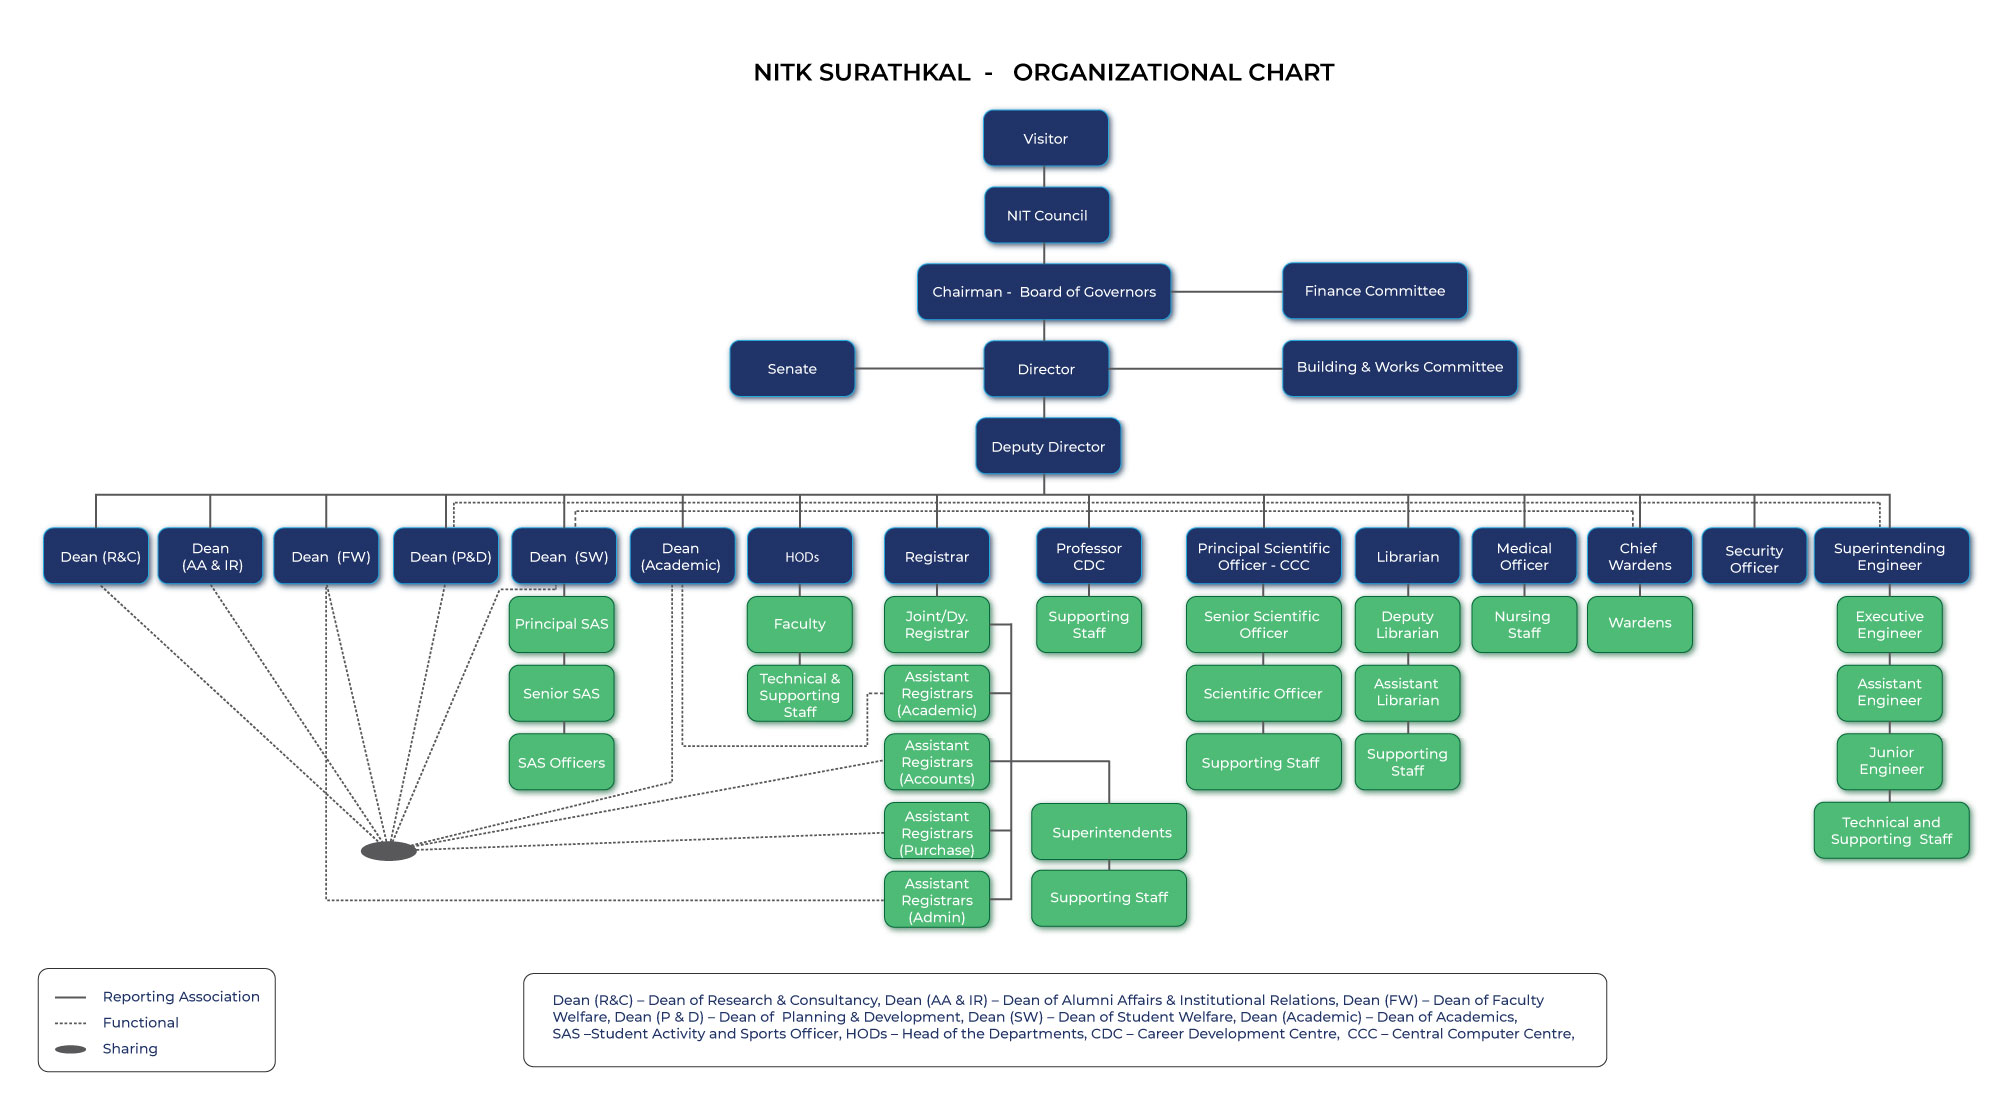 NITK SURATHKAL - ORGANIZATIONAL CHART
Visitor
NIT Council
Chairman - Board of Governors
Finance Committee
Senate
Director
Building & Works Committee
Deputy Director
Dean (R&C)
Dean
(AA & IR)
Dean (FW)
Dean (P&D)
Dean (SW)
Dean
(Academic)
HODs
Registrar
Professor
CDC
Principal Scientific
Officer - CCC
Librarian
Medical
Officer
Chief
Wardens
Security
Officer
Superintending
Engineer
Principal SAS
Faculty
Joint/Dy.
Registrar
Supporting
Staff
Senior Scientific
Officer
Deputy
Librarian
Nursing
Staff
Wardens
Executive
Engineer
Senior SAS
Technical &
Supporting
Staff
Assistant
Registrars
(Academic)
Scientific Officer
Assistant
Librarian
Assistant
Engineer
SAS Officers
Assistant
Registrars
(Accounts)
Supporting Staff
Supporting
Staff
Junior
Engineer
Assistant
Registrars
(Purchase)
Superintendents
Technical and
Supporting Staff
Assistant
Registrars
(Admin)
Supporting Staff
Reporting Association
Functional
Sharing
Dean (R&C) – Dean of Research & Consultancy, Dean (AA & IR) – Dean of Alumni Affairs & Institutional Relations, Dean (FW) – Dean of Faculty
Welfare, Dean (P & D) – Dean of Planning & Development, Dean (SW) – Dean of Student Welfare, Dean (Academic) – Dean of Academics,
SAS –Student Activity and Sports Officer, HODs – Head of the Departments, CDC – Career Development Centre, CCC – Central Computer Centre,